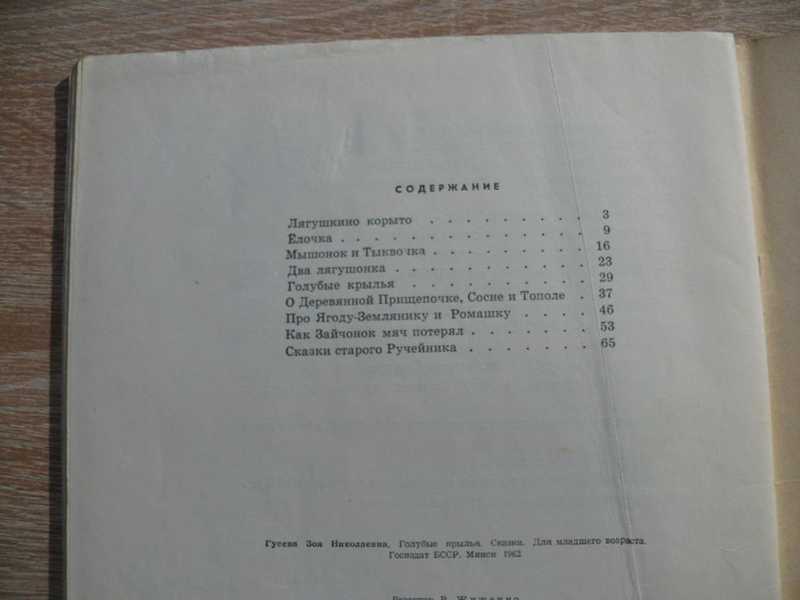 СОДЕРЖАНИЕ
Лягушкино корыто . . . . . . . . . . 3
Ёлочка . . . . . . . . . . . . . . . 9
Мышонок и Тыквочка . . . . . . . . . 16
Два лягушонка . . . . . . . . . . . . 23
Голубые крылья . . . . . . . . . . . 29
О Деревянной Прищепочке, Сосне и Тополе . 37
Про Ягоду-Землянику и Ромашку . . . . 46
Как Зайчонок мяч потерял . . . . . . . 53
Сказки старого Ручейника . . . . . . . 65
Гусева Зоя Николаевна, Голубые крылья. Сказки. Для младшего возраста.
Госиздат БССР. Минск 1962
Редактор В.